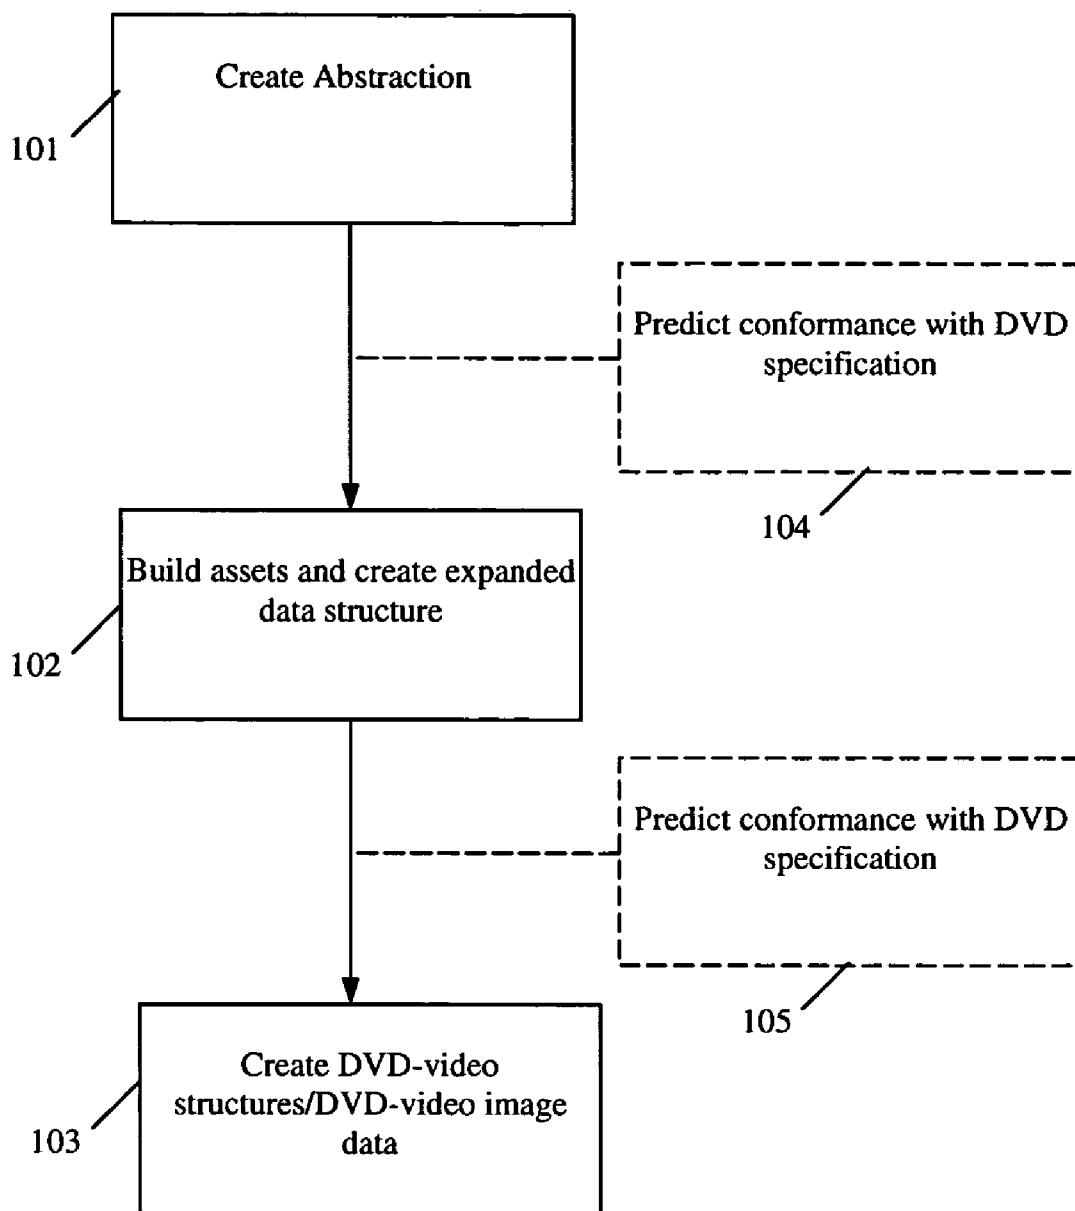 Create Abstraction
101
Predict conformance with DVD
specification
104
Build assets and create expanded
data structure
102
Predict conformance with DVD
specification
105
Create DVD-video
structures/DVD-video image
data
103